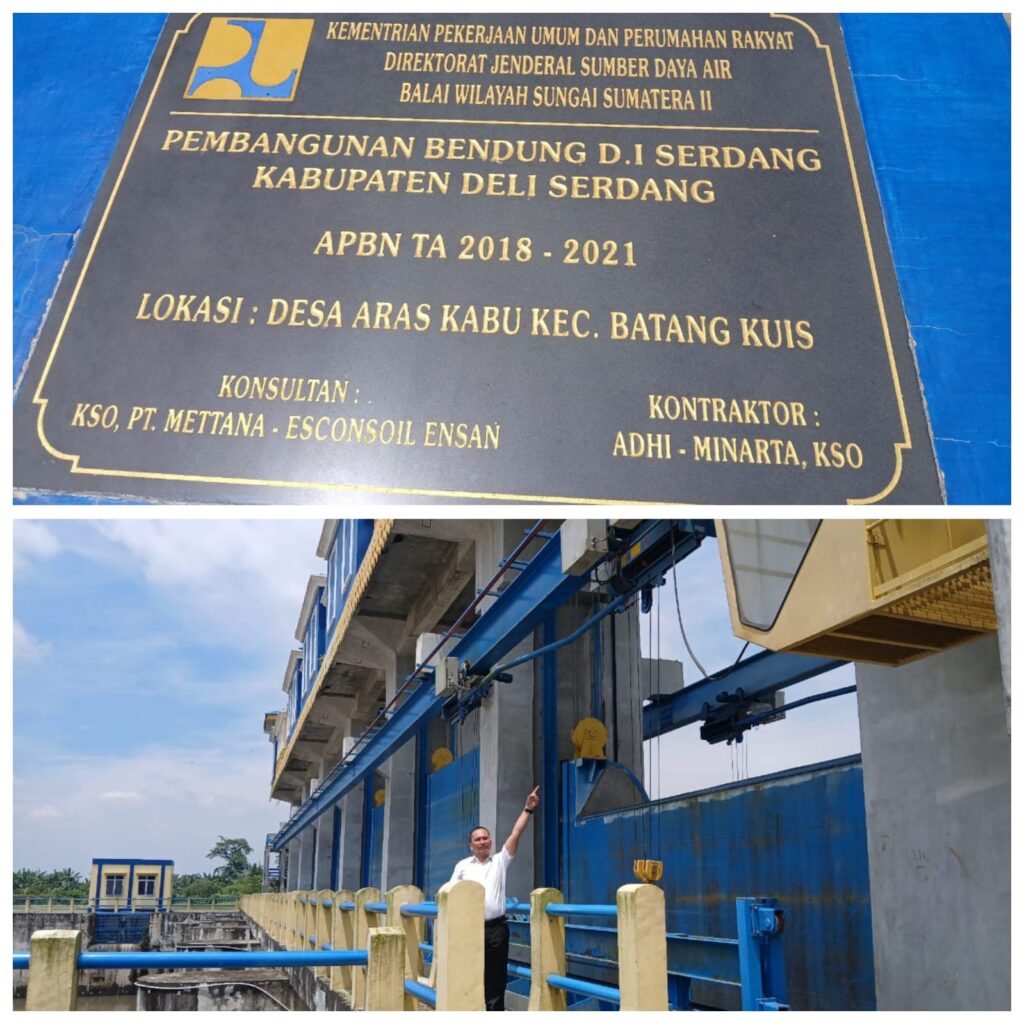 KEMENTRIAN PEKERJAAN UMUM DAN PERUMAHAN RAKYAT
DIREKTORAT JENDERAL SUMBER DAYA AIR
BALAI WILAYAH SUNGAI SUMATERA II
PEMBANGUNAN BENDUNG D.I SERDANG
KABUPATEN DELI SERDANG
APBN TA 2018 - 2021
LOKASI : DESA ARAS KABU KEC. BATANG KUIS
KONSULTAN :
KSO, PT. METTANA - ESCONSOIL ENSAN
KONTRAKTOR :
ADHI - MINARTA, KSO